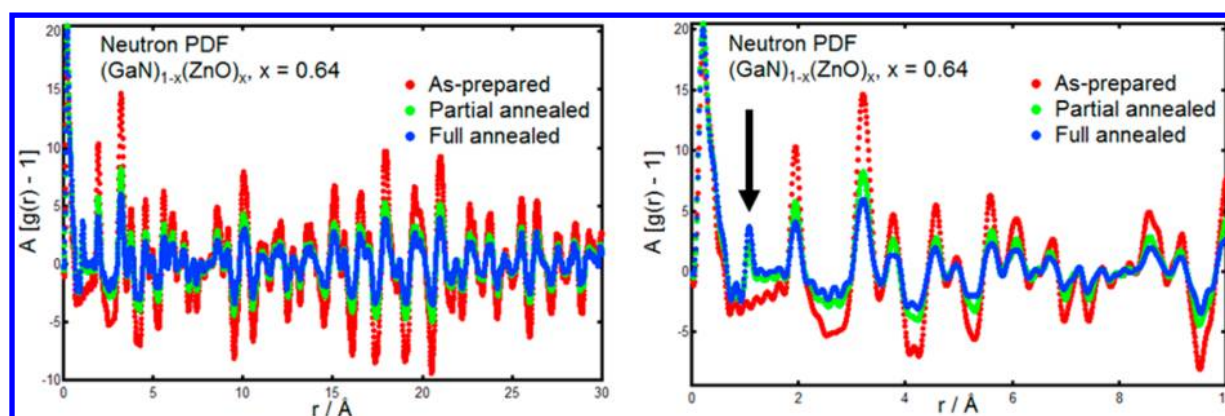 Neutron PDF
(GaN)1-x(ZnO)x, x = 0.64
As-prepared
Partial annealed
Full annealed
A [g(r) - 1]
20
15
10
5
0
-5
-10
0
5
10
15
20
25
30
r / Å
Neutron PDF
(GaN)1-x(ZnO)x, x = 0.64
As-prepared
Partial annealed
Full annealed
A [g(r) - 1]
20
15
10
5
0
-5
0
2
4
6
8
r / Å